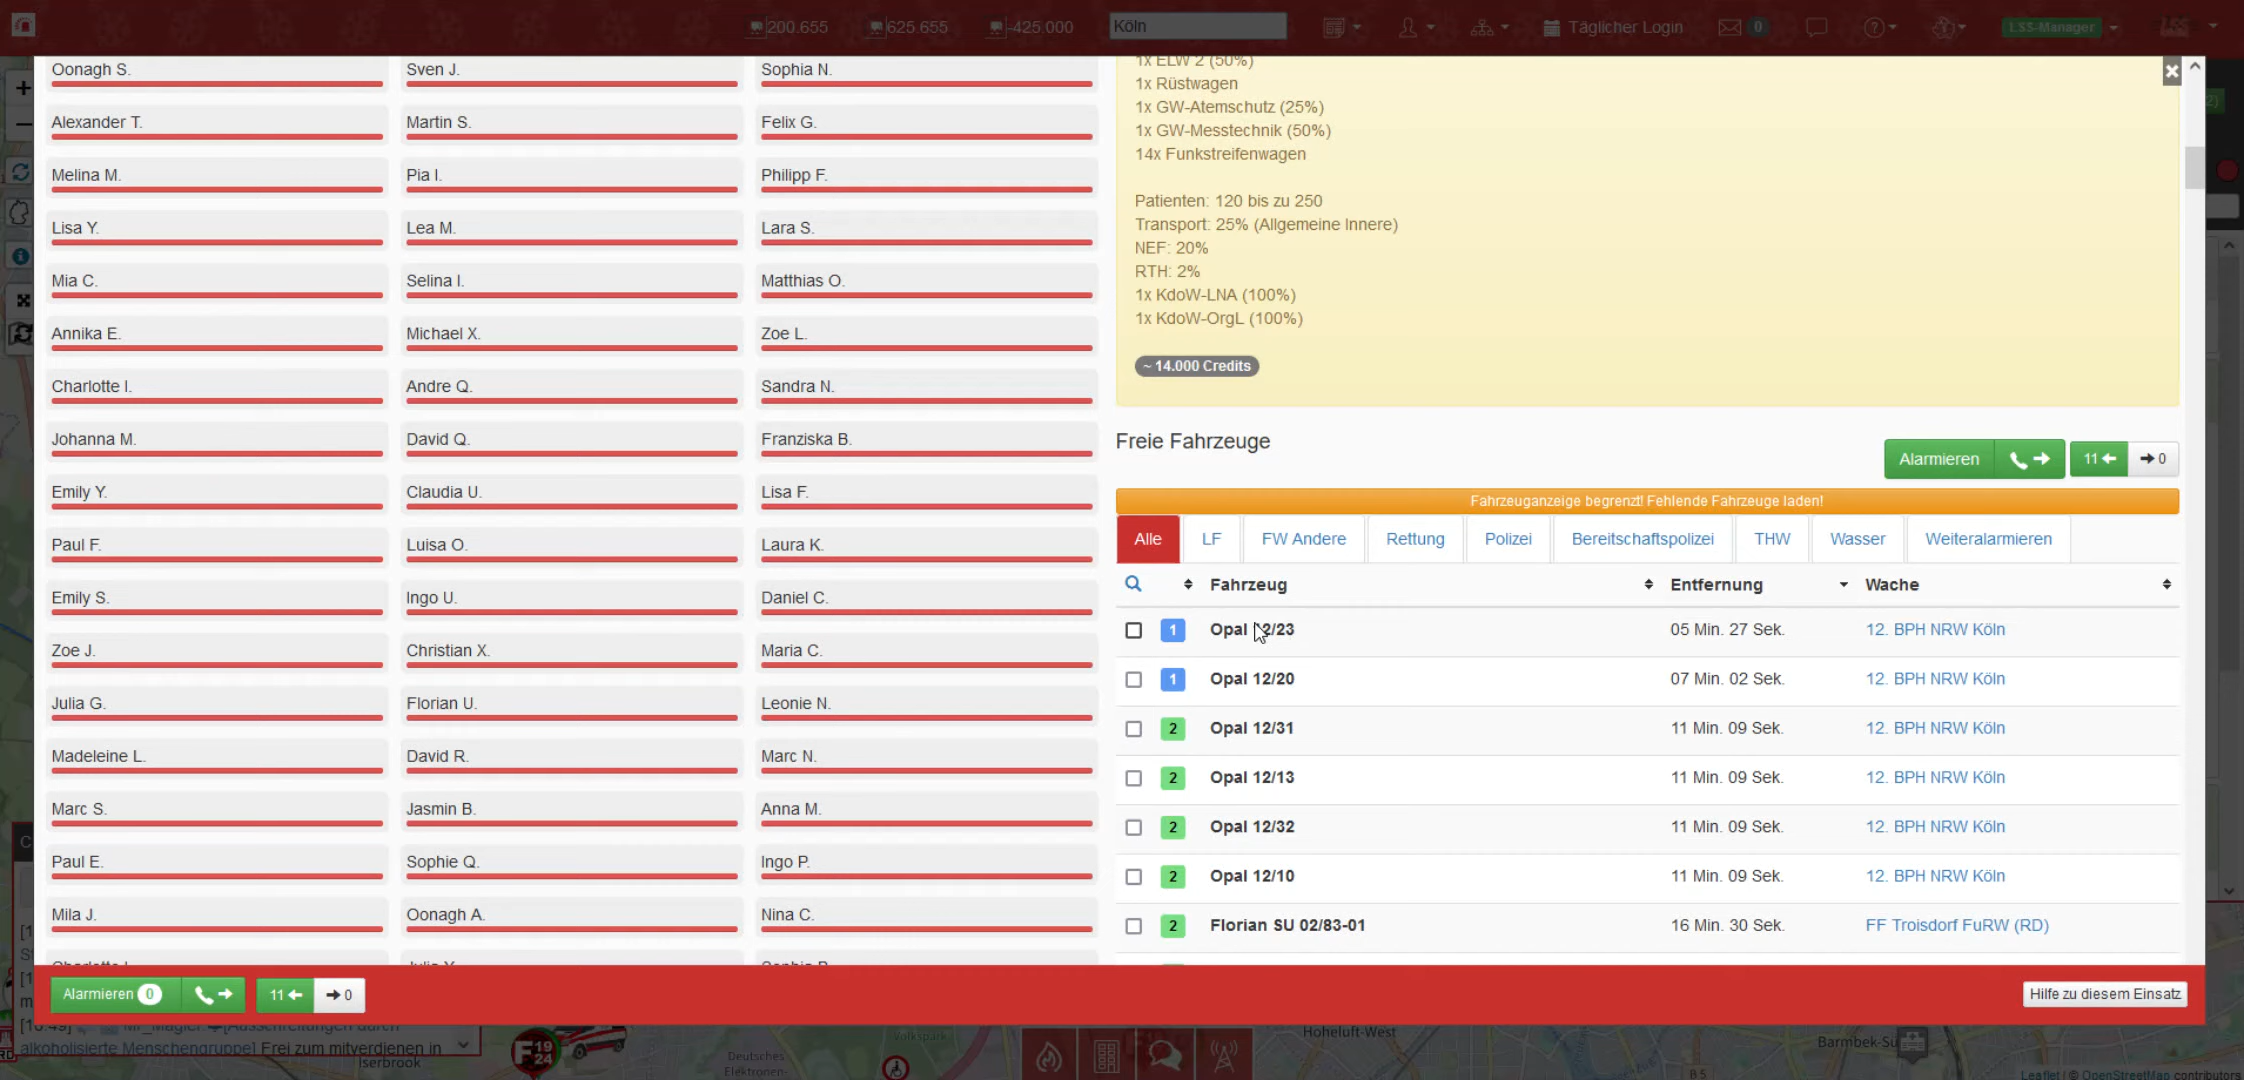 200.655
625.655
-425.000
Köln
Täglicher Login
0
LSS-Manager
LSS
Oonagh S.
Sven J.
Sophia N.
Alexander T.
Martin S.
Felix G.
Melina M.
Pia I.
Philipp F.
Lisa Y.
Lea M.
Lara S.
Mia C.
Selina I.
Matthias O.
Annika E.
Michael X.
Zoe L.
Charlotte I.
Andre Q.
Sandra N.
Johanna M.
David Q.
Franziska B.
Emily Y.
Claudia U.
Lisa F.
Paul F.
Luisa O.
Laura K.
Emily S.
Ingo U.
Daniel C.
Zoe J.
Christian X.
Maria C.
Julia G.
Florian U.
Leonie N.
Madeleine L.
David R.
Marc N.
Marc S.
Jasmin B.
Anna M.
Paul E.
Sophie Q.
Ingo P.
Mila J.
Oonagh A.
Nina C.
1x ELW 2 (50%)
1x Rüstwagen
1x GW-Atemschutz (25%)
1x GW-Messtechnik (50%)
14x Funkstreifenwagen
Patienten: 120 bis zu 250
Transport: 25% (Allgemeine Innere)
NEF: 20%
RTH: 2%
1x KdoW-LNA (100%)
1x KdoW-OrgL (100%)
~ 14.000 Credits
Freie Fahrzeuge
Alarmieren
11
0
Fahrzeuganzeige begrenzt! Fehlende Fahrzeuge laden!
Alle LF FW Andere Rettung Polizei Bereitschaftspolizei THW Wasser Weiteralarmieren
Fahrzeug Entfernung Wache
1 Opal 12/23 05 Min. 27 Sek. 12. BPH NRW Köln
1 Opal 12/20 07 Min. 02 Sek. 12. BPH NRW Köln
2 Opal 12/31 11 Min. 09 Sek. 12. BPH NRW Köln
2 Opal 12/13 11 Min. 09 Sek. 12. BPH NRW Köln
2 Opal 12/32 11 Min. 09 Sek. 12. BPH NRW Köln
2 Opal 12/10 11 Min. 09 Sek. 12. BPH NRW Köln
2 Florian SU 02/83-01 16 Min. 30 Sek. FF Troisdorf FuRW (RD)
Alarmieren 0
11
0
Hilfe zu diesem Einsatz
alkoholisierte Menschengruppe] Frei zum mitverdienen in
Iserbrook
F 19 24
Volkspark
Deutsches
Elektronen-
Hoheluft-West
Barmbek-Sü
B 5
Leaflet | © OpenStreetMap contributors